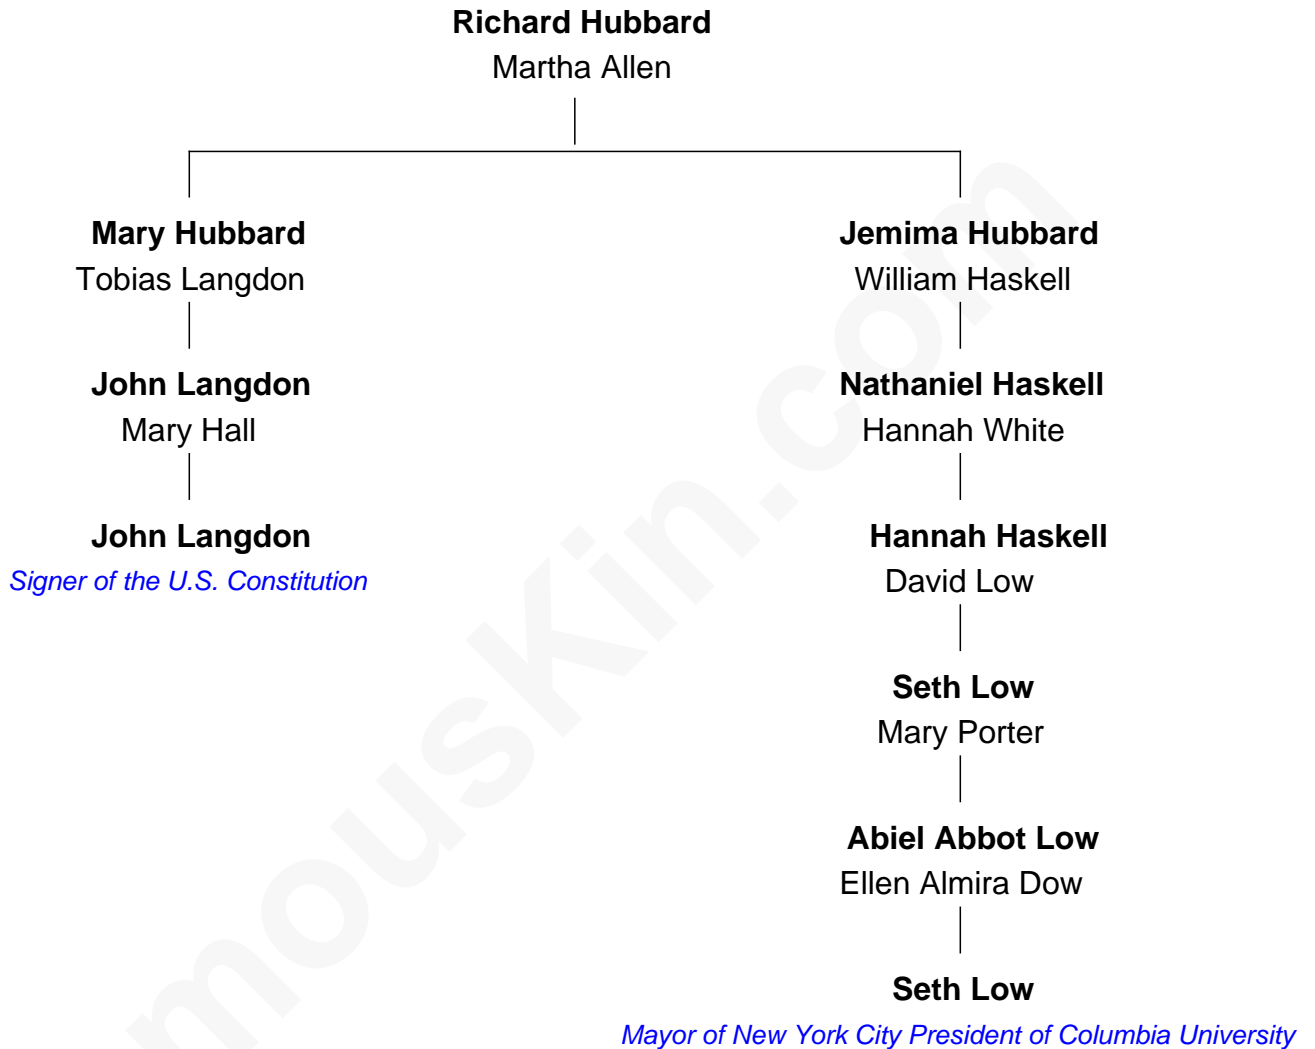 Richard Hubbard
Martha Allen
Mary Hubbard
Tobias Langdon
Jemima Hubbard
William Haskell
John Langdon
Mary Hall
Nathaniel Haskell
Hannah White
John Langdon
Signer of the U.S. Constitution
Hannah Haskell
David Low
Seth Low
Mary Porter
Abiel Abbot Low
Ellen Almira Dow
Seth Low
Mayor of New York City President of Columbia University
mousKin.com